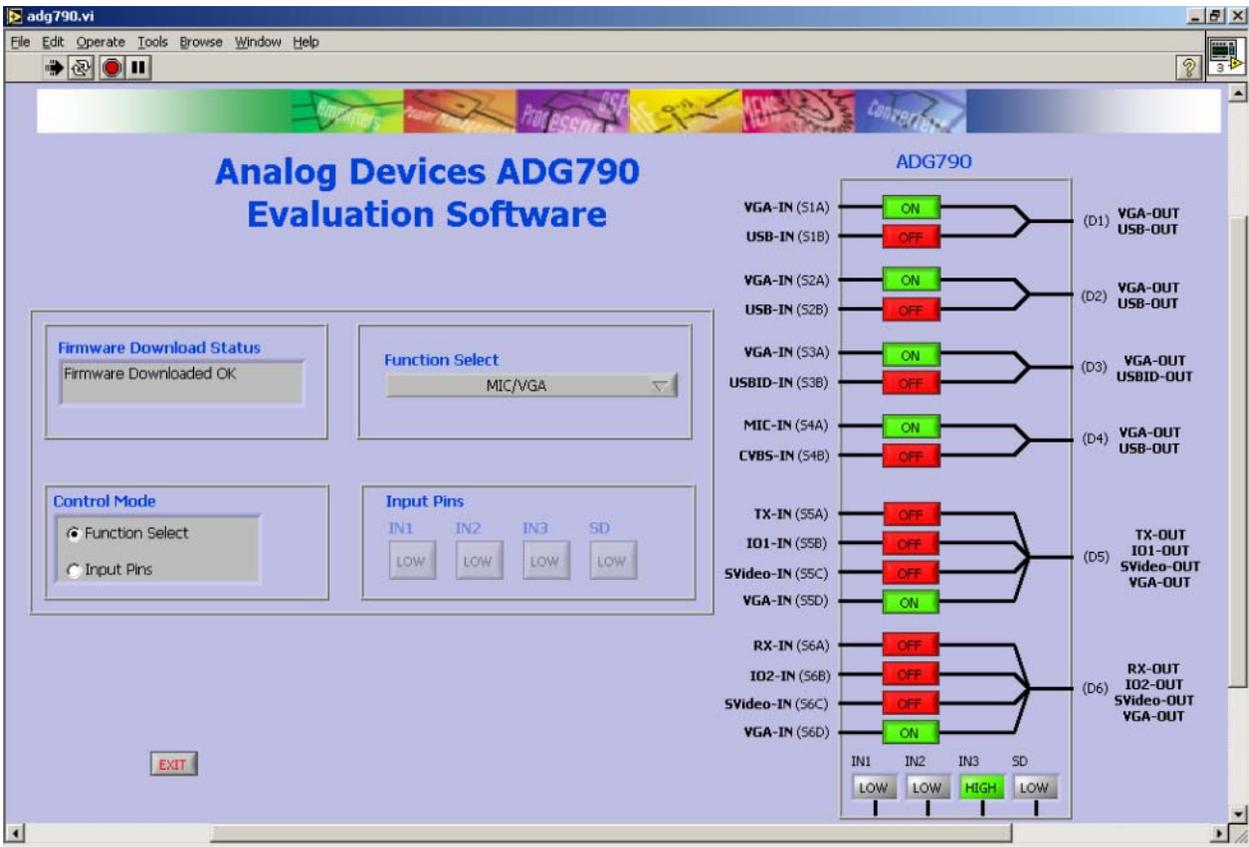 adg790.vi
File Edit Operate Tools Browse Window Help
3
Amplifiers Power Management Processors DSP MEMS Converters
Analog Devices ADG790
Evaluation Software
Firmware Download Status
Firmware Downloaded OK
Function Select
MIC/VGA
Control Mode
Function Select
Input Pins
Input Pins
IN1 IN2 IN3 SD
LOW LOW LOW LOW
EXIT
ADG790
VGA-IN (S1A) ON
USB-IN (S1B) OFF
(D1) VGA-OUT
USB-OUT
VGA-IN (S2A) ON
USB-IN (S2B) OFF
(D2) VGA-OUT
USB-OUT
VGA-IN (S3A) ON
USBID-IN (S3B) OFF
(D3) VGA-OUT
USBID-OUT
MIC-IN (S4A) ON
CVBS-IN (S4B) OFF
(D4) VGA-OUT
USB-OUT
TX-IN (S5A) OFF
IO1-IN (S5B) OFF
SVideo-IN (S5C) OFF
VGA-IN (S5D) ON
(D5) TX-OUT
IO1-OUT
SVideo-OUT
VGA-OUT
RX-IN (S6A) OFF
IO2-IN (S6B) OFF
SVideo-IN (S6C) OFF
VGA-IN (S6D) ON
(D6) RX-OUT
IO2-OUT
SVideo-OUT
VGA-OUT
IN1 IN2 IN3 SD
LOW LOW HIGH LOW